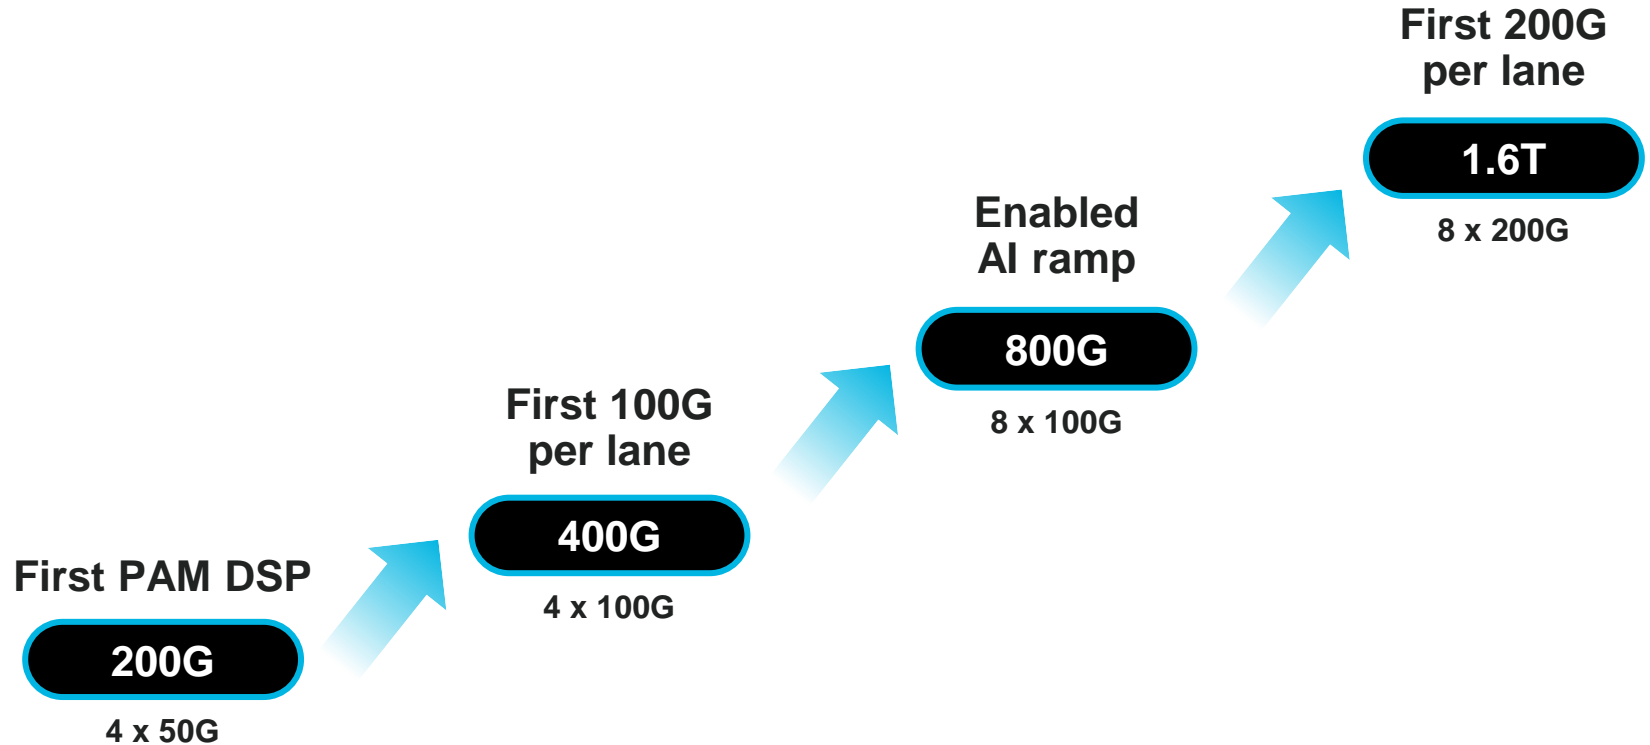 First PAM DSP
200G
4 x 50G
First 100G
per lane
400G
4 x 100G
Enabled
AI ramp
800G
8 x 100G
First 200G
per lane
1.6T
8 x 200G